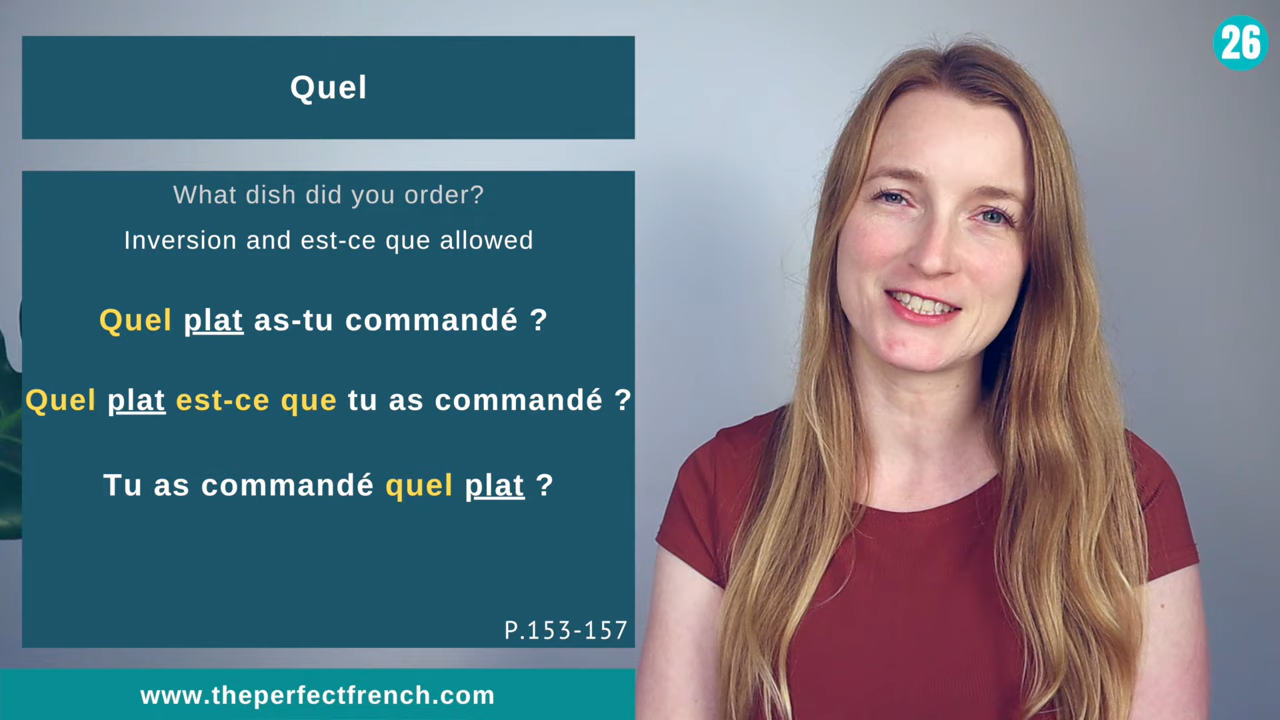 Quel
26
What dish did you order?
Inversion and est-ce que allowed
Quel plat as-tu commandé ?
Quel plat est-ce que tu as commandé ?
Tu as commandé quel plat ?
P.153-157
www.theperfectfrench.com